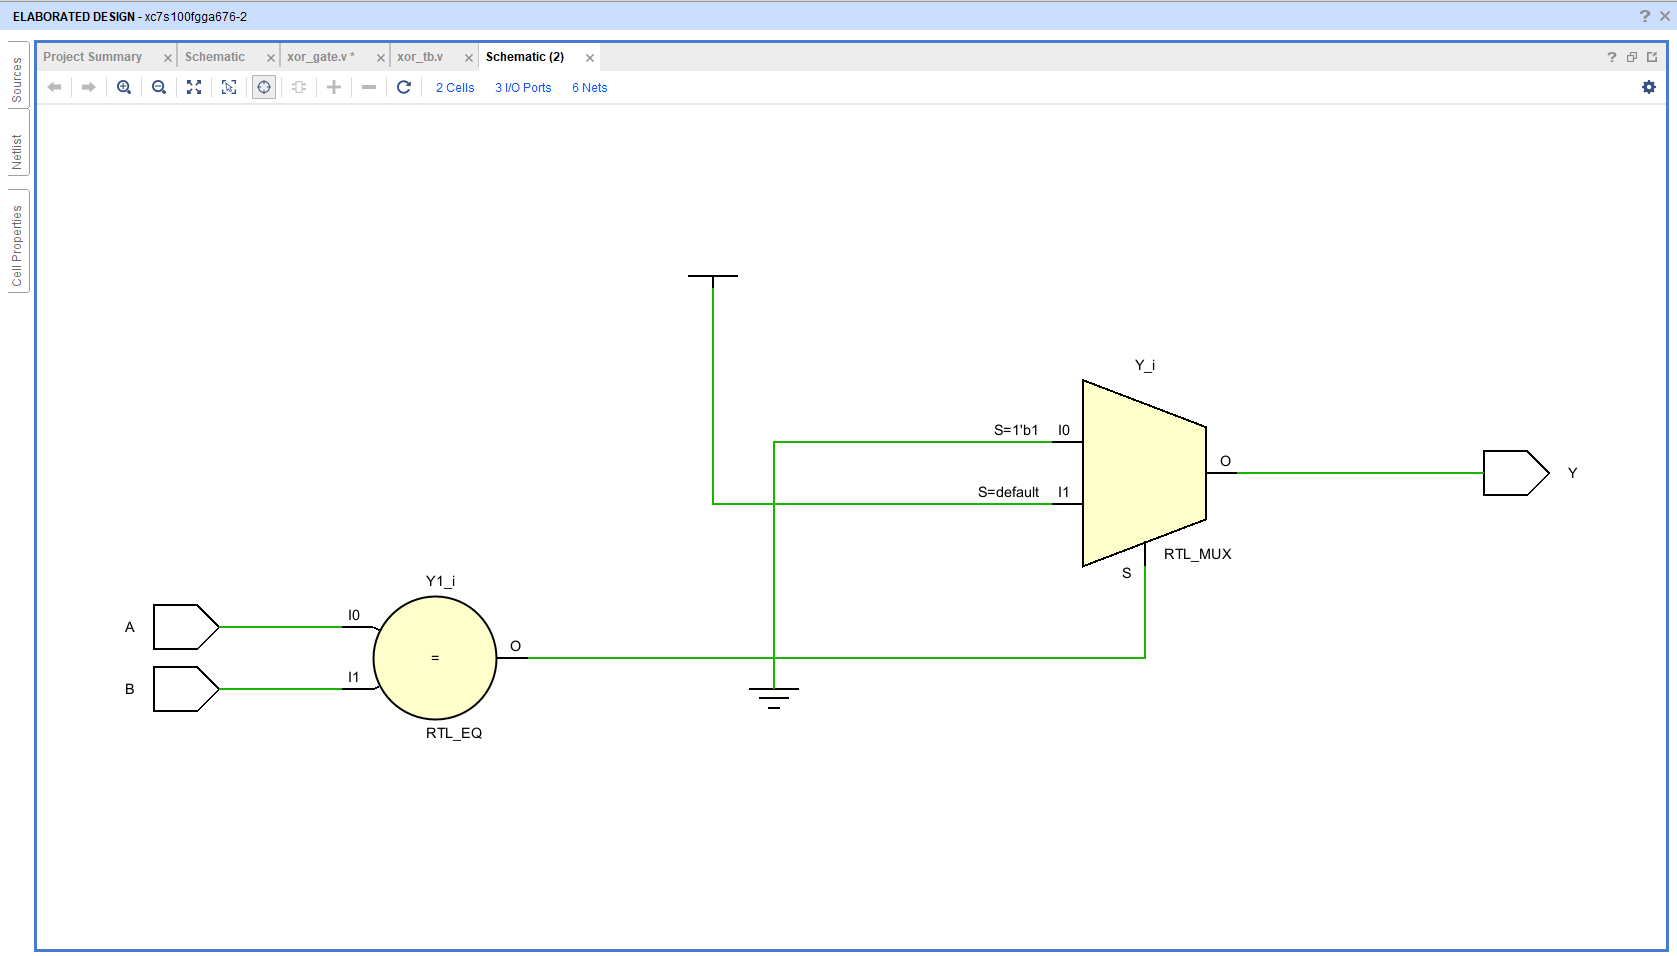 ELABORATED DESIGN - xc7s100fgga676-2
Sources
Netlist
Cell Properties
Project Summary
Schematic
xor_gate.v *
xor_tb.v
Schematic (2)
2 Cells
3 I/O Ports
6 Nets
Y_i
S=1'b1
I0
S=default
I1
O
Y
RTL_MUX
S
Y1_i
A
I0
B
I1
=
O
RTL_EQ